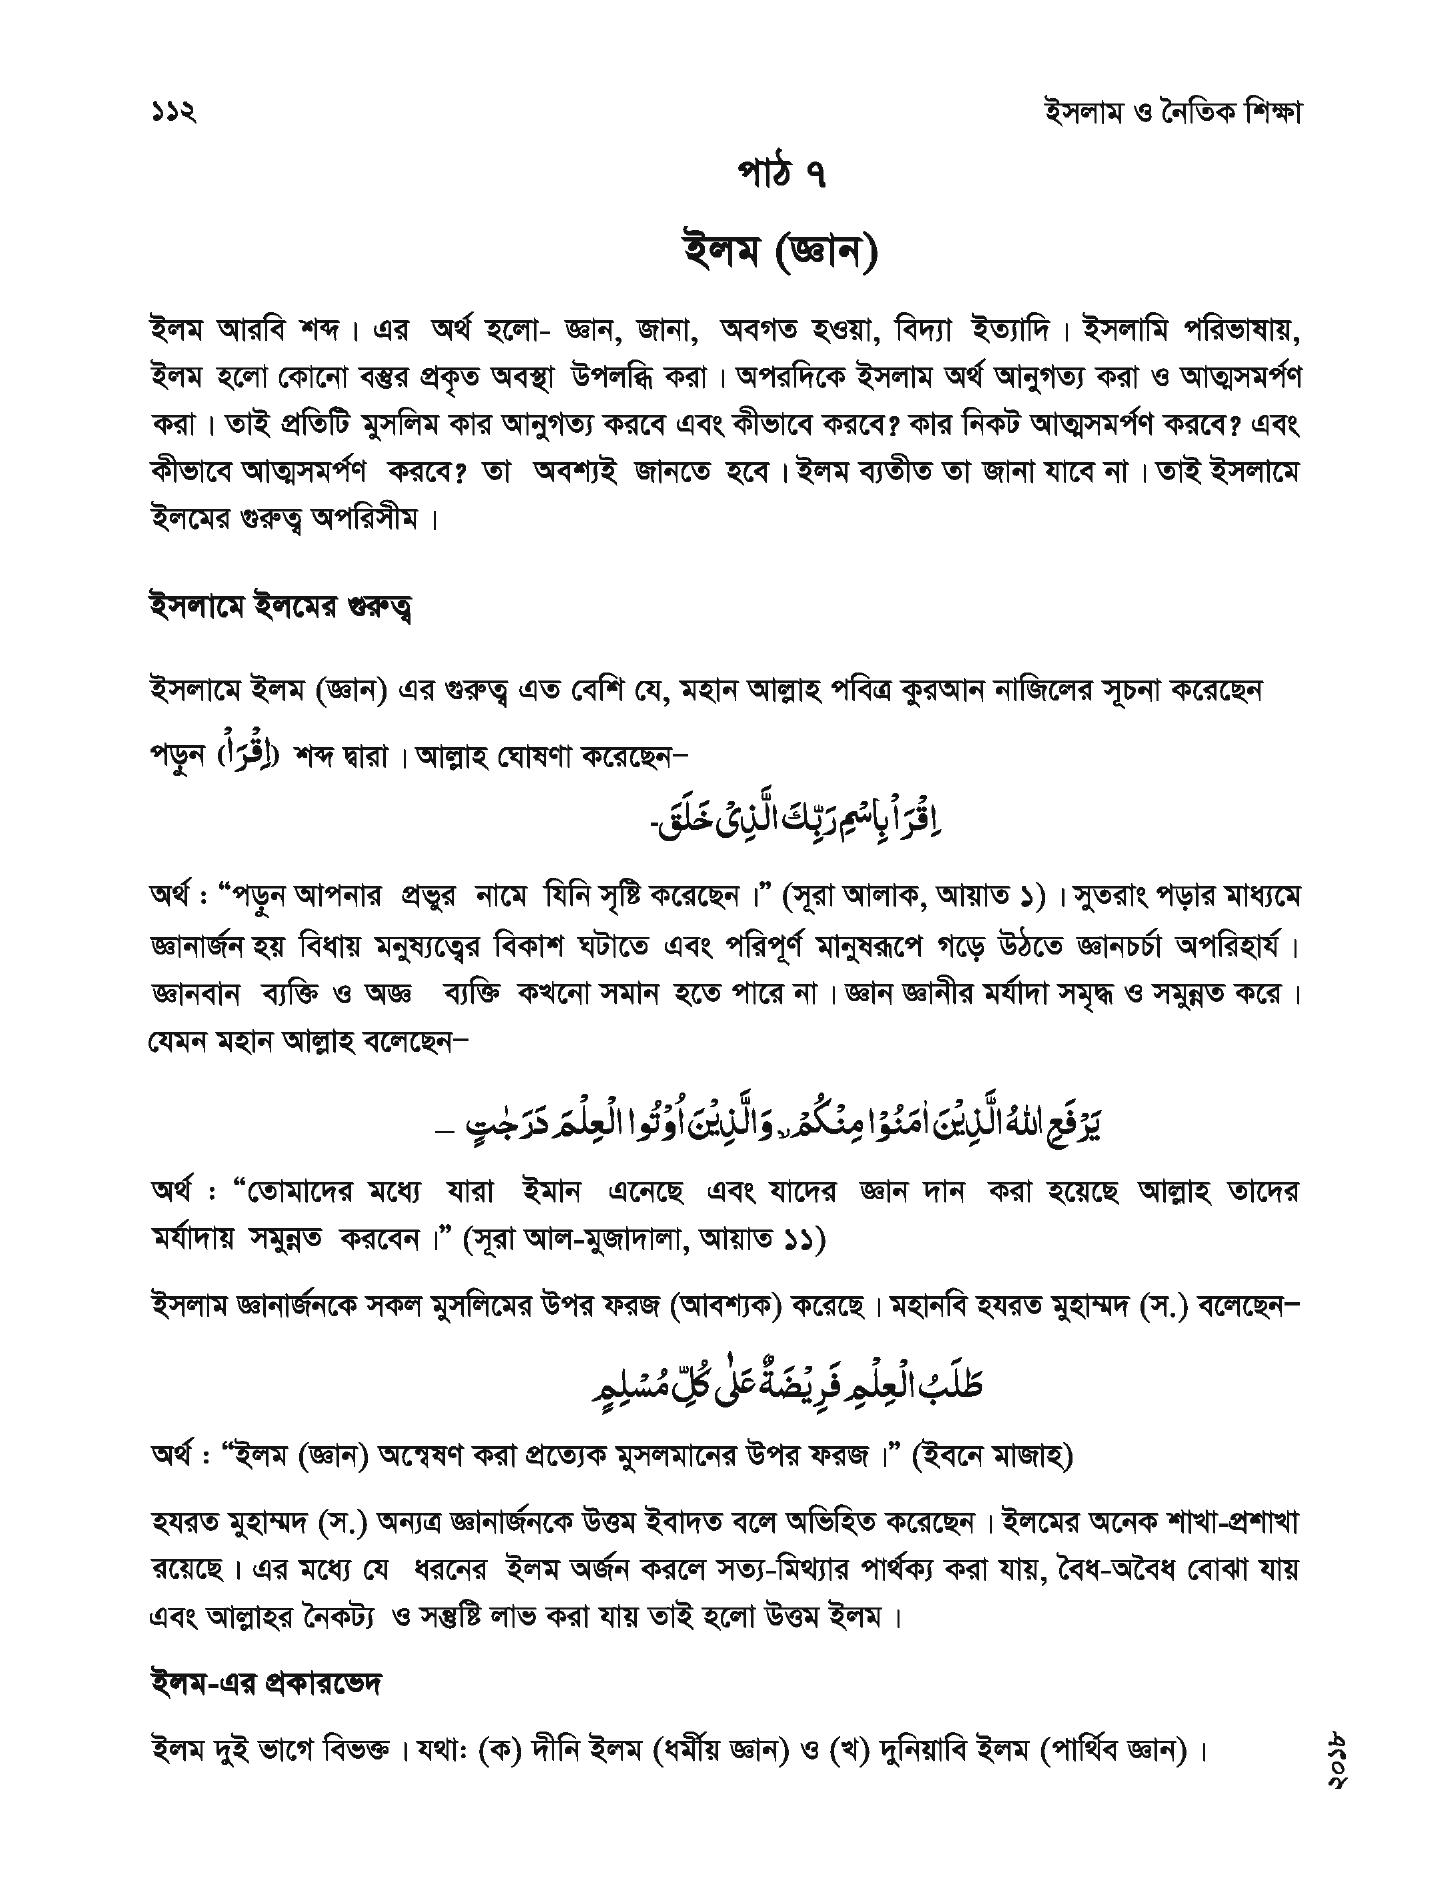 ১১২
ইসলাম ও নৈতিক শিক্ষা
পাঠ ৭
ইলম (জ্ঞান)
ইলম আরবি শব্দ। এর অর্থ হলো- জ্ঞান, জানা, অবগত হওয়া, বিদ্যা ইত্যাদি। ইসলামি পরিভাষায়,
ইলম হলো কোনো বস্তুর প্রকৃত অবস্থা উপলব্ধি করা। অপরদিকে ইসলাম অর্থ আনুগত্য করা ও আত্মসমর্পণ
করা। তাই প্রতিটি মুসলিম কার আনুগত্য করবে এবং কীভাবে করবে? কার নিকট আত্মসমর্পণ করবে? এবং
কীভাবে আত্মসমর্পণ করবে? তা অবশ্যই জানতে হবে। ইলম ব্যতীত তা জানা যাবে না। তাই ইসলামে
ইলমের গুরুত্ব অপরিসীম।
ইসলামে ইলমের গুরুত্ব
ইসলামে ইলম (জ্ঞান) এর গুরুত্ব এত বেশি যে, মহান আল্লাহ পবিত্র কুরআন নাজিলের সূচনা করেছেন
পড়ুন (اِقْرَاْ) শব্দ দ্বারা। আল্লাহ ঘোষণা করেছেন–
اِقْرَاْ بِاسْمِ رَبِّكَ الَّذِىْ خَلَقَ-
অর্থ : “পড়ুন আপনার প্রভুর নামে যিনি সৃষ্টি করেছেন।” (সূরা আলাক, আয়াত ১)। সুতরাং পড়ার মাধ্যমে
জ্ঞানার্জন হয় বিধায় মনুষ্যত্বের বিকাশ ঘটাতে এবং পরিপূর্ণ মানুষরূপে গড়ে উঠতে জ্ঞানচর্চা অপরিহার্য।
জ্ঞানবান ব্যক্তি ও অজ্ঞ ব্যক্তি কখনো সমান হতে পারে না। জ্ঞান জ্ঞানীর মর্যাদা সমৃদ্ধ ও সমুন্নত করে।
যেমন মহান আল্লাহ বলেছেন–
يَرْفَعِ اللهُ الَّذِيْنَ اٰمَنُوْا مِنْكُمْ ۙ وَالَّذِيْنَ اُوْتُوا الْعِلْمَ دَرَجٰتٍ –
অর্থ : “তোমাদের মধ্যে যারা ইমান এনেছে এবং যাদের জ্ঞান দান করা হয়েছে আল্লাহ তাদের
মর্যাদায় সমুন্নত করবেন।” (সূরা আল-মুজাদালা, আয়াত ১১)
ইসলাম জ্ঞানার্জনকে সকল মুসলিমের উপর ফরজ (আবশ্যক) করেছে। মহানবি হযরত মুহাম্মদ (স.) বলেছেন–
طَلَبُ الْعِلْمِ فَرِيْضَةٌ عَلٰى كُلِّ مُسْلِمٍ
অর্থ : “ইলম (জ্ঞান) অন্বেষণ করা প্রত্যেক মুসলমানের উপর ফরজ।” (ইবনে মাজাহ)
হযরত মুহাম্মদ (স.) অন্যত্র জ্ঞানার্জনকে উত্তম ইবাদত বলে অভিহিত করেছেন। ইলমের অনেক শাখা-প্রশাখা
রয়েছে। এর মধ্যে যে ধরনের ইলম অর্জন করলে সত্য-মিথ্যার পার্থক্য করা যায়, বৈধ-অবৈধ বোঝা যায়
এবং আল্লাহর নৈকট্য ও সন্তুষ্টি লাভ করা যায় তাই হলো উত্তম ইলম।
ইলম-এর প্রকারভেদ
ইলম দুই ভাগে বিভক্ত। যথা: (ক) দীনি ইলম (ধর্মীয় জ্ঞান) ও (খ) দুনিয়াবি ইলম (পার্থিব জ্ঞান)।
২০১৮